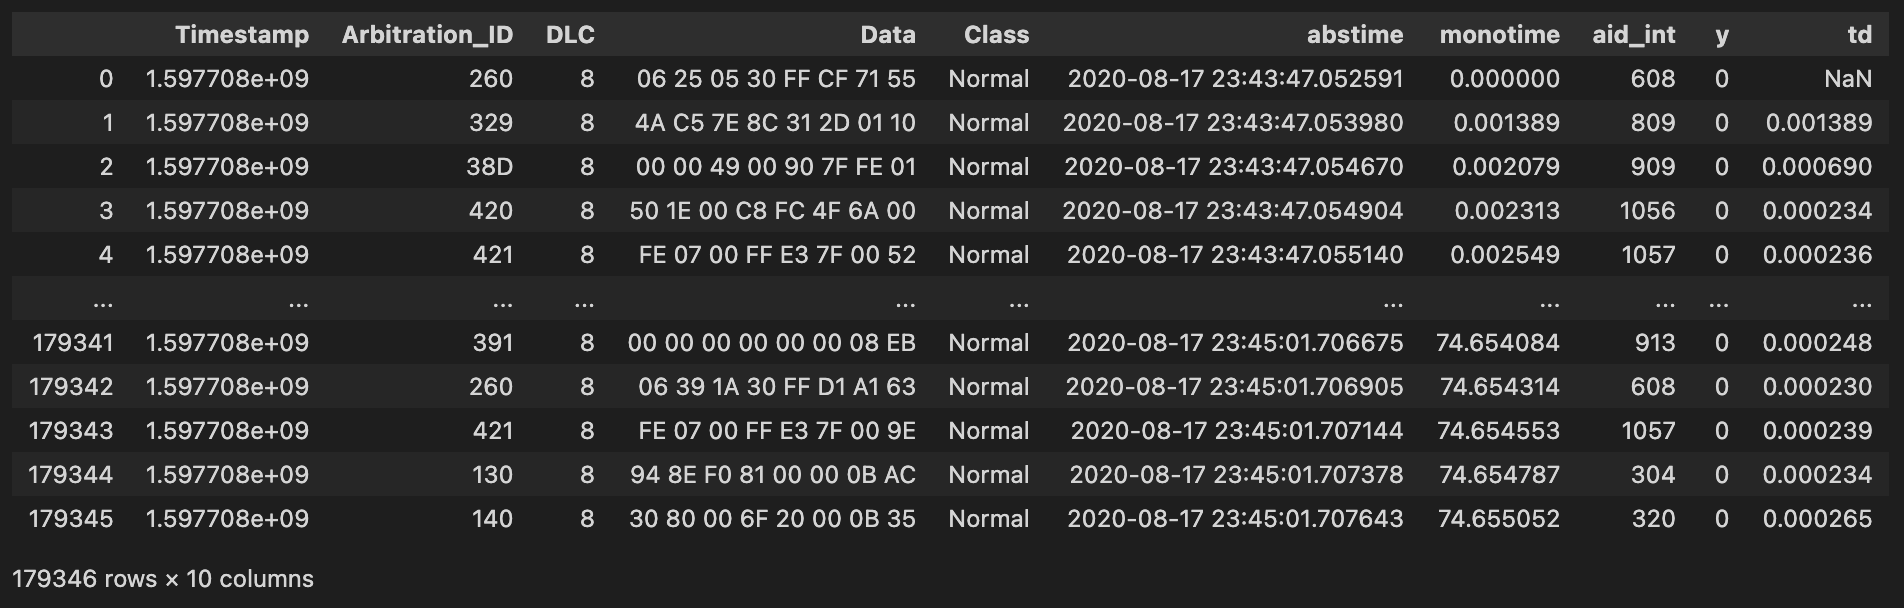 Timestamp Arbitration_ID DLC Data Class abstime monotime aid_int y td
0 1.597708e+09 260 8 06 25 05 30 FF CF 71 55 Normal 2020-08-17 23:43:47.052591 0.000000 608 0 NaN
1 1.597708e+09 329 8 4A C5 7E 8C 31 2D 01 10 Normal 2020-08-17 23:43:47.053980 0.001389 809 0 0.001389
2 1.597708e+09 38D 8 00 00 49 00 90 7F FE 01 Normal 2020-08-17 23:43:47.054670 0.002079 909 0 0.000690
3 1.597708e+09 420 8 50 1E 00 C8 FC 4F 6A 00 Normal 2020-08-17 23:43:47.054904 0.002313 1056 0 0.000234
4 1.597708e+09 421 8 FE 07 00 FF E3 7F 00 52 Normal 2020-08-17 23:43:47.055140 0.002549 1057 0 0.000236
... ... ... ... ... ... ... ... ... ... ...
179341 1.597708e+09 391 8 00 00 00 00 00 00 08 EB Normal 2020-08-17 23:45:01.706675 74.654084 913 0 0.000248
179342 1.597708e+09 260 8 06 39 1A 30 FF D1 A1 63 Normal 2020-08-17 23:45:01.706905 74.654314 608 0 0.000230
179343 1.597708e+09 421 8 FE 07 00 FF E3 7F 00 9E Normal 2020-08-17 23:45:01.707144 74.654553 1057 0 0.000239
179344 1.597708e+09 130 8 94 8E F0 81 00 00 0B AC Normal 2020-08-17 23:45:01.707378 74.654787 304 0 0.000234
179345 1.597708e+09 140 8 30 80 00 6F 20 00 0B 35 Normal 2020-08-17 23:45:01.707643 74.655052 320 0 0.000265
179346 rows × 10 columns